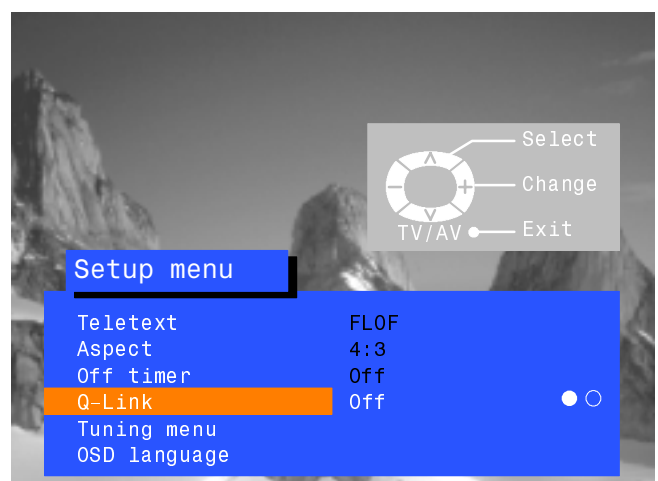 Select
Change
TV/AV Exit
Setup menu
Teletext FLOF
Aspect 4:3
Off timer Off
Q-Link Off
Tuning menu
OSD language